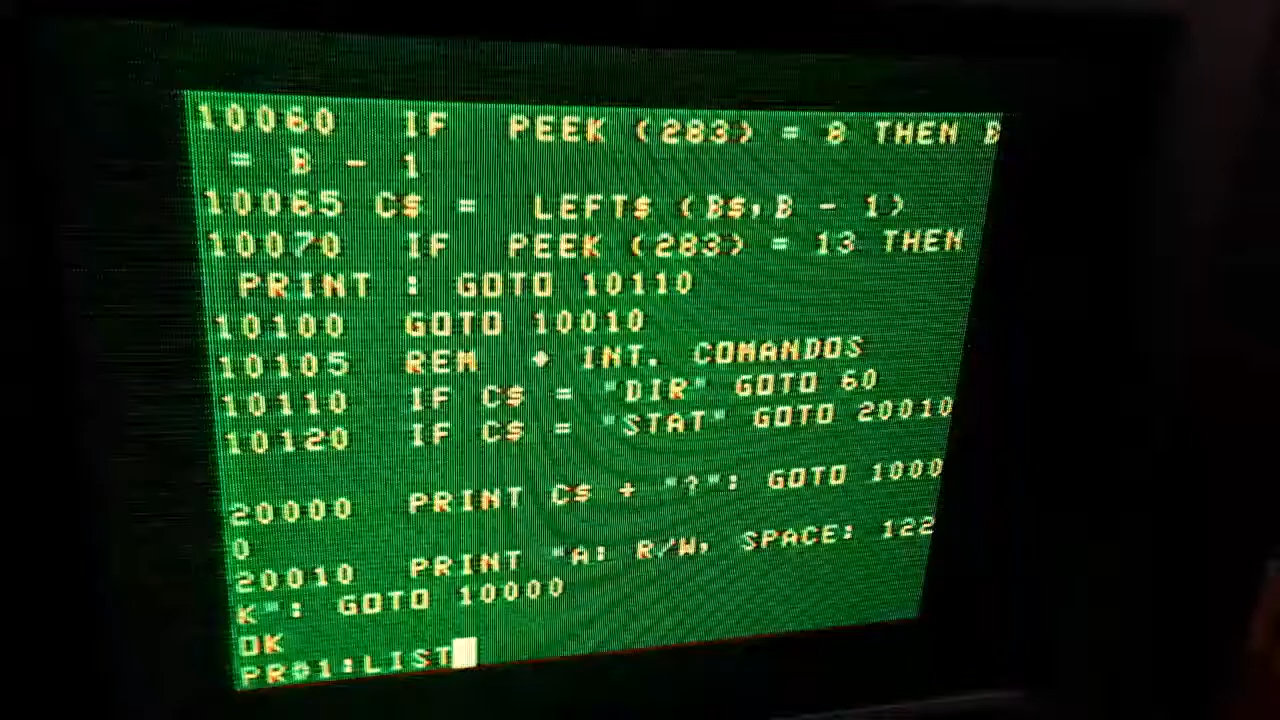 10060 IF PEEK (283) = 8 THEN B
= B - 1
10065 C$ = LEFT$ (B$,B - 1)
10070 IF PEEK (283) = 13 THEN
PRINT : GOTO 10110
10100 GOTO 10010
10105 REM * INT. COMANDOS
10110 IF C$ = "DIR" GOTO 60
10120 IF C$ = "STAT" GOTO 20010
20000 PRINT C$ + "?": GOTO 1000
0
20010 PRINT "A: R/W, SPACE: 122
K": GOTO 10000
OK
PR#1:LIST